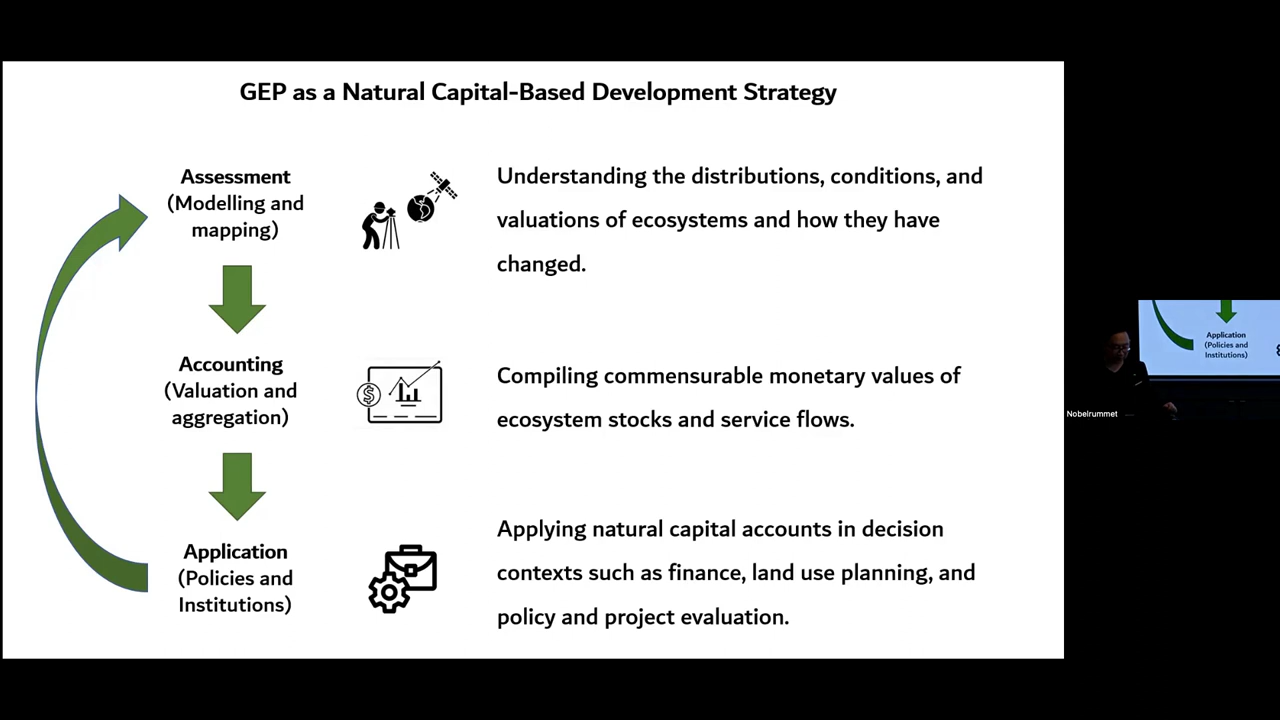 GEP as a Natural Capital-Based Development Strategy
Assessment
(Modelling and
mapping)
Understanding the distributions, conditions, and
valuations of ecosystems and how they have
changed.
Accounting
(Valuation and
aggregation)
$
Compiling commensurable monetary values of
ecosystem stocks and service flows.
Application
(Policies and
Institutions)
Applying natural capital accounts in decision
contexts such as finance, land use planning, and
policy and project evaluation.
Application
(Policies and
Institutions)
Nobelrummet